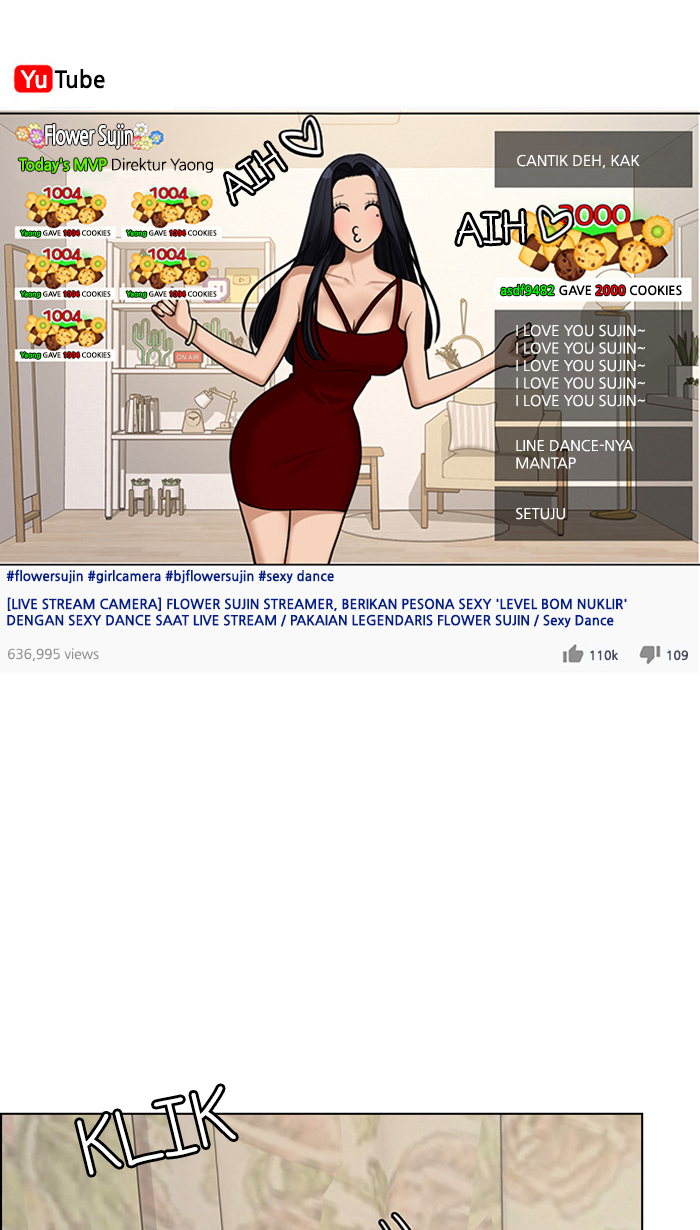 YuTube
Flower Sujin
Today's MVP Direktur Yaong
1004
Yaong GAVE 1004 COOKIES
1004
Yaong GAVE 1004 COOKIES
1004
Yaong GAVE 1004 COOKIES
1004
Yaong GAVE 1004 COOKIES
1004
Yaong GAVE 1004 COOKIES
AIH
CANTIK DEH, KAK
AIH
2000
asdf9482 GAVE 2000 COOKIES
I LOVE YOU SUJIN~
I LOVE YOU SUJIN~
I LOVE YOU SUJIN~
I LOVE YOU SUJIN~
I LOVE YOU SUJIN~
ON AIR
LINE DANCE-NYA
MANTAP
SETUJU
#flowersujin #girlcamera #bjflowersujin #sexy dance
[LIVE STREAM CAMERA] FLOWER SUJIN STREAMER, BERIKAN PESONA SEXY 'LEVEL BOM NUKLIR'
DENGAN SEXY DANCE SAAT LIVE STREAM / PAKAIAN LEGENDARIS FLOWER SUJIN / Sexy Dance
636,995 views
110k
109
KLIK